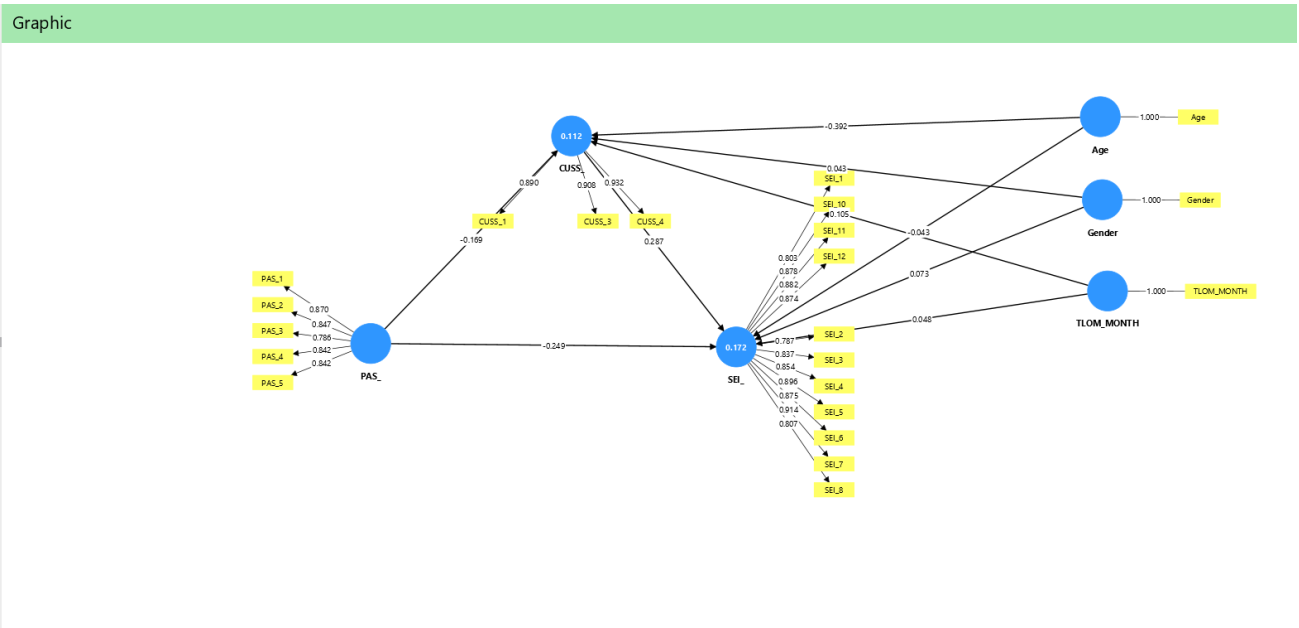 Graphic
-0.392
1.000
Age
Age
0.112
CUSS_
0.043
SEI_1
0.890
0.908
0.932
SEI_10
1.000
Gender
0.105
CUSS_1
CUSS_3
CUSS_4
SEI_11
-0.043
Gender
-0.169
0.287
SEI_12
0.803
0.878
0.073
PAS_1
0.882
1.000
TLOM_MONTH
0.874
PAS_2
0.870
TLOM_MONTH
0.847
0.048
PAS_3
0.786
SEI_2
0.787
-0.249
0.172
PAS_4
0.842
0.837
SEI_3
0.842
0.854
PAS_
SEI_
PAS_5
0.896
SEI_4
0.875
0.914
SEI_5
0.807
SEI_6
SEI_7
SEI_8